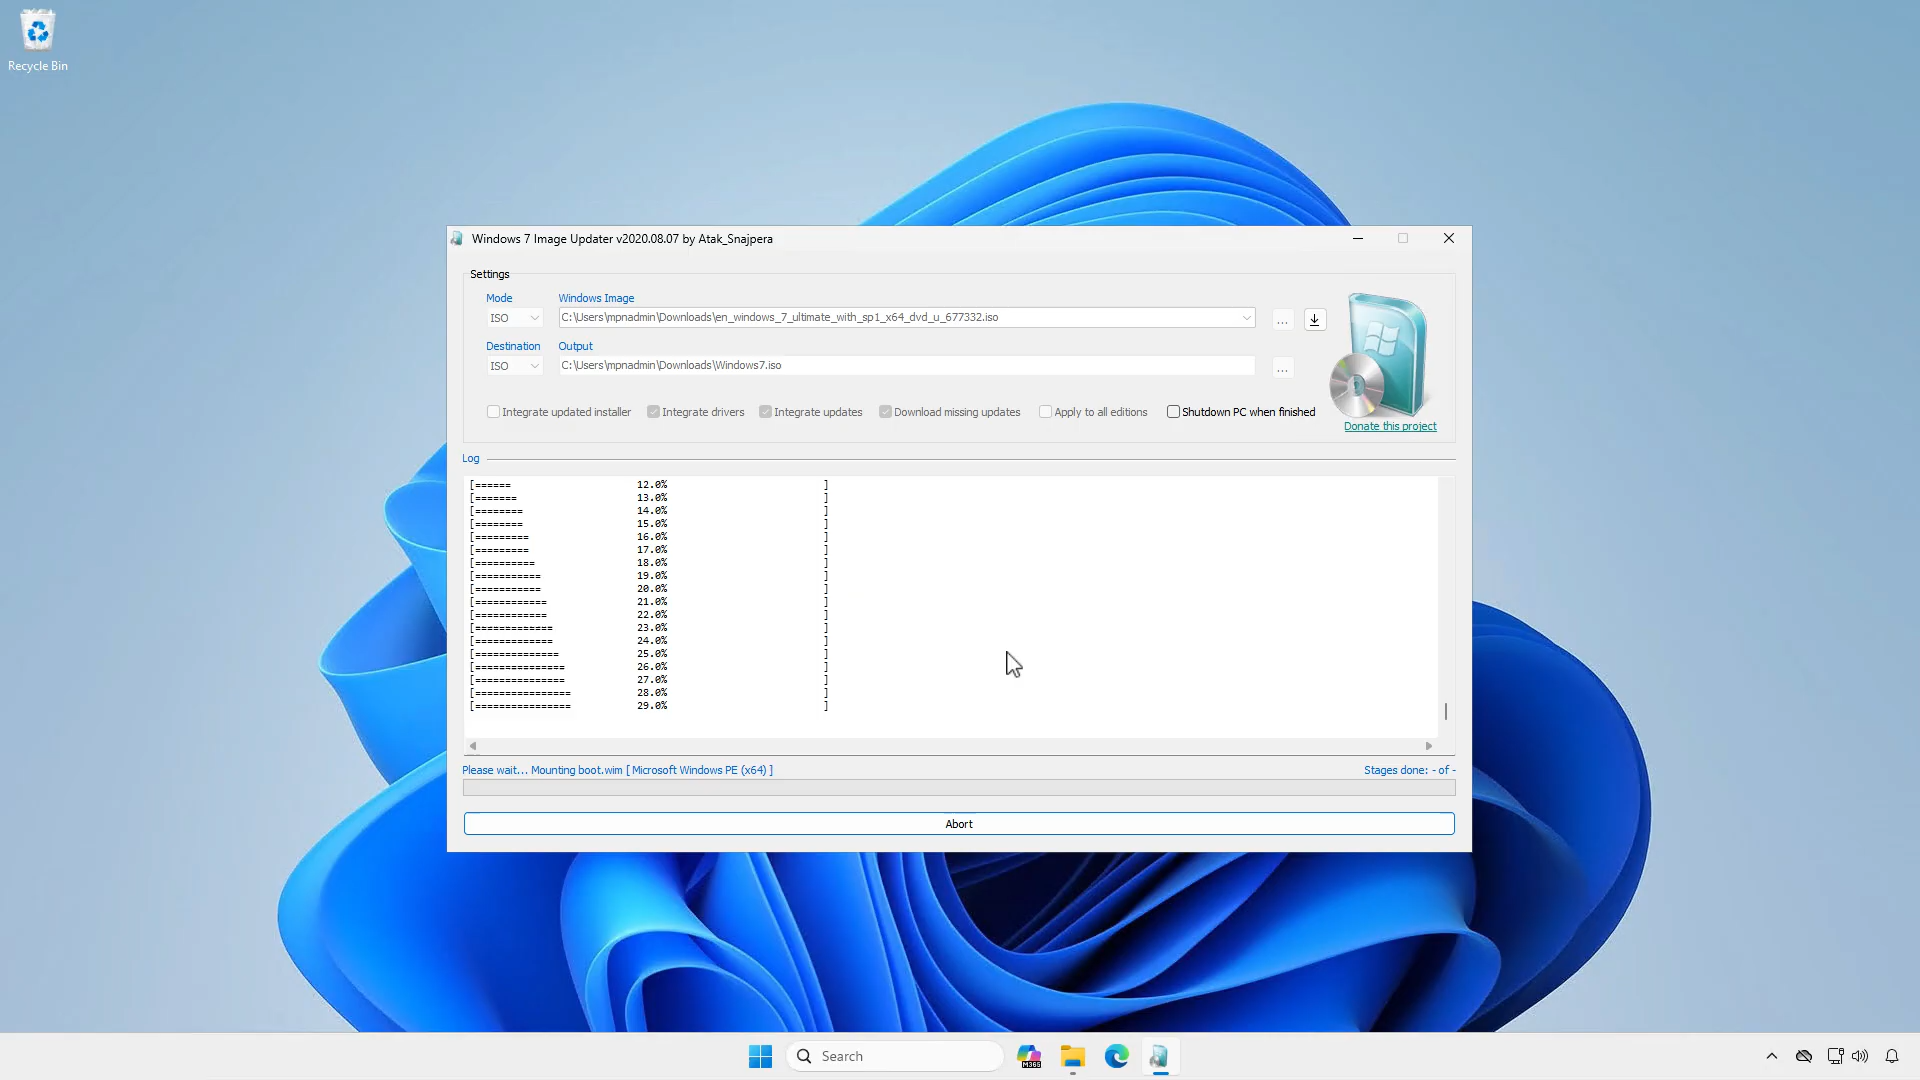 Recycle Bin
Windows 7 Image Updater v2020.08.07 by Atak_Snajpera
Settings
Mode Windows Image
ISO C:\Users\mpnadmin\Downloads\en_windows_7_ultimate_with_sp1_x64_dvd_u_677332.iso ...
Destination Output
ISO C:\Users\mpnadmin\Downloads\Windows7.iso ...
Integrate updated installer Integrate drivers Integrate updates Download missing updates Apply to all editions Shutdown PC when finished
Donate this project
Log
[====== 12.0% ]
[======= 13.0% ]
[======== 14.0% ]
[======== 15.0% ]
[========= 16.0% ]
[========= 17.0% ]
[========== 18.0% ]
[=========== 19.0% ]
[=========== 20.0% ]
[============ 21.0% ]
[============ 22.0% ]
[============= 23.0% ]
[============= 24.0% ]
[============== 25.0% ]
[=============== 26.0% ]
[=============== 27.0% ]
[================ 28.0% ]
[================ 29.0% ]
Please wait... Mounting boot.wim [ Microsoft Windows PE (x64) ] Stages done: - of -
Abort
Search
M365